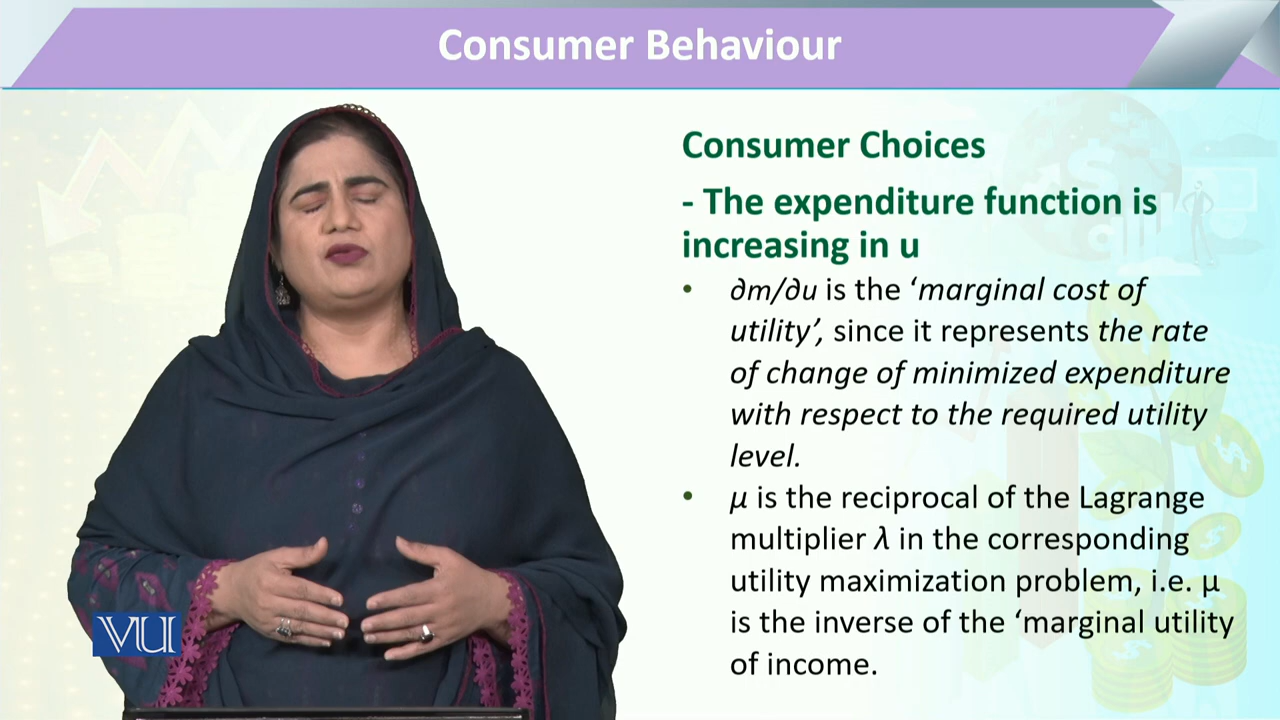 Consumer Behaviour
Consumer Choices
- The expenditure function is
increasing in u
• ∂m/∂u is the ‘marginal cost of
utility’, since it represents the rate
of change of minimized expenditure
with respect to the required utility
level.
• μ is the reciprocal of the Lagrange
multiplier λ in the corresponding
utility maximization problem, i.e. μ
is the inverse of the ‘marginal utility
of income.
VU